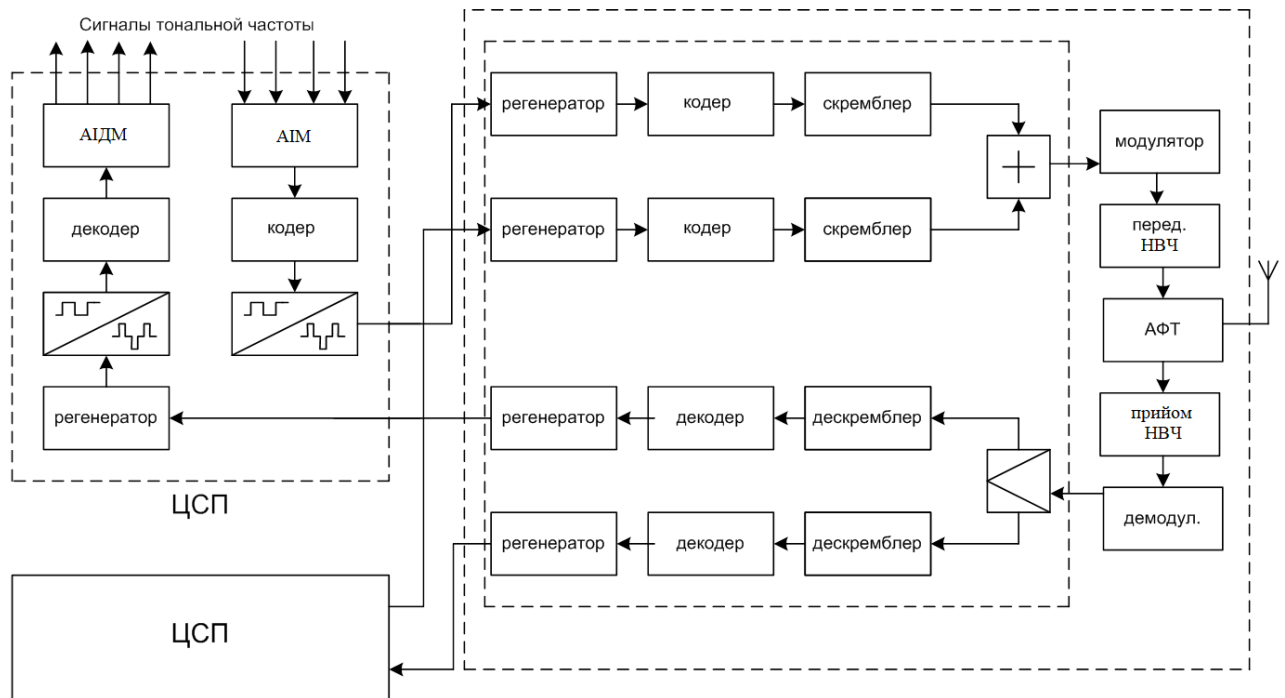 Сигналы тональной частоты
АІДМ
АІМ
декодер
кодер
регенератор
ЦСП
ЦСП
регенератор
кодер
скремблер
регенератор
кодер
скремблер
регенератор
декодер
дескремблер
регенератор
декодер
дескремблер
модулятор
перед.
НВЧ
АФТ
прийом
НВЧ
демодул.